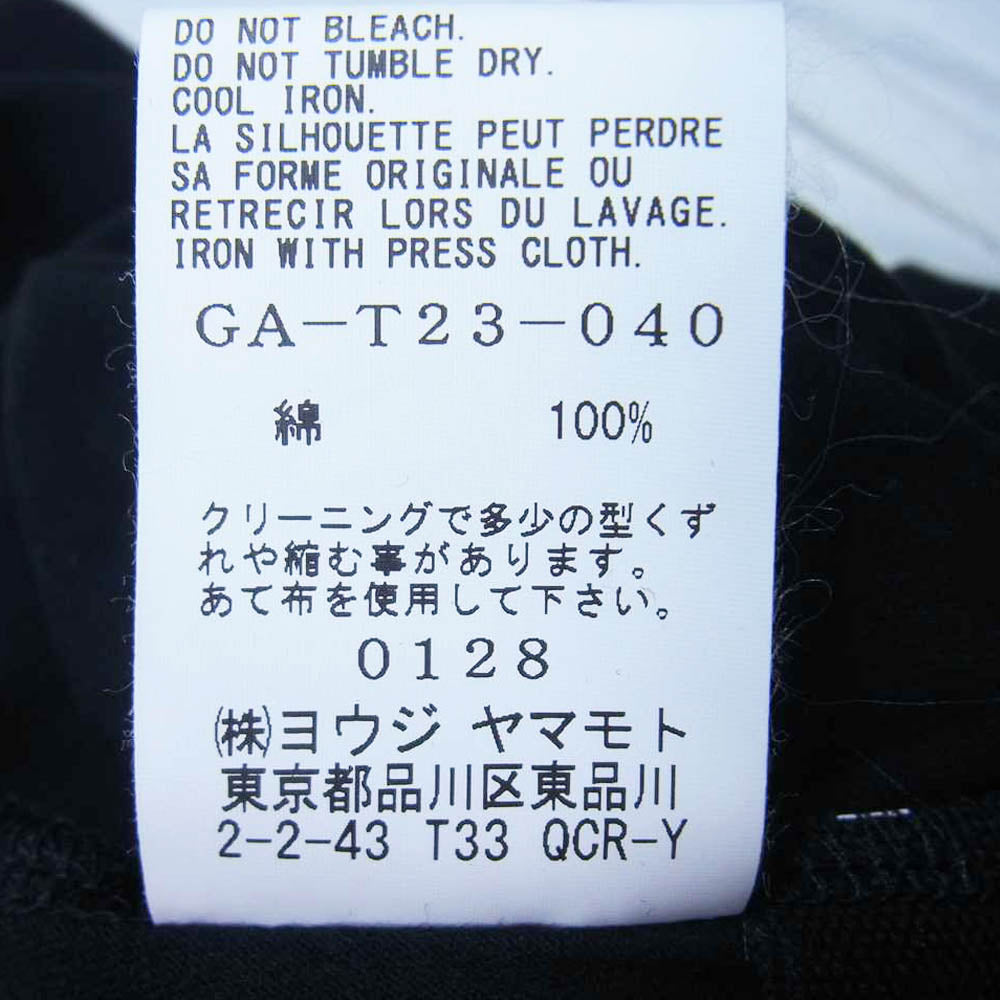 DO NOT BLEACH.
DO NOT TUMBLE DRY.
COOL IRON.
LA SILHOUETTE PEUT PERDRE
SA FORME ORIGINALE OU
RETRECIR LORS DU LAVAGE.
IRON WITH PRESS CLOTH.
GA-T23-040
綿 100%
クリーニングで多少の型くず
れや縮む事があります。
あて布を使用して下さい。
0128
㈱ヨウジ ヤマモト
東京都品川区東品川
2-2-43 T33 QCR-Y